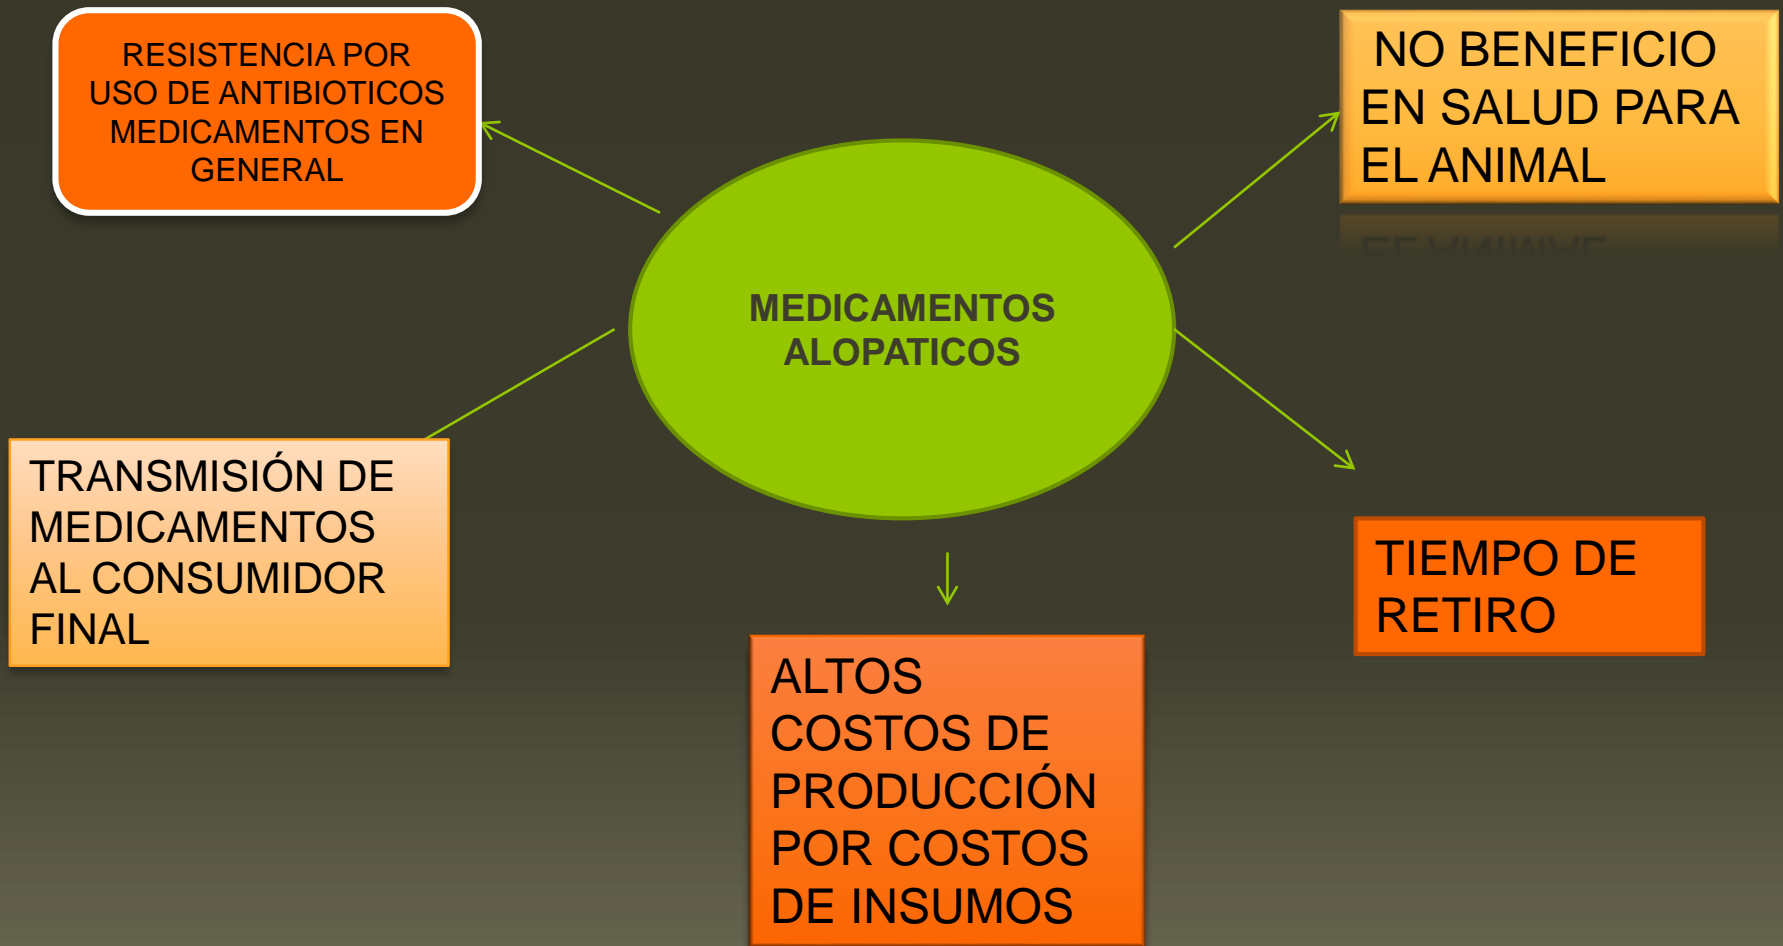 RESISTENCIA POR
USO DE ANTIBIOTICOS
MEDICAMENTOS EN
GENERAL
NO BENEFICIO
EN SALUD PARA
EL ANIMAL
MEDICAMENTOS
ALOPATICOS
TRANSMISIÓN DE
MEDICAMENTOS
AL CONSUMIDOR
FINAL
TIEMPO DE
RETIRO
ALTOS
COSTOS DE
PRODUCCIÓN
POR COSTOS
DE INSUMOS